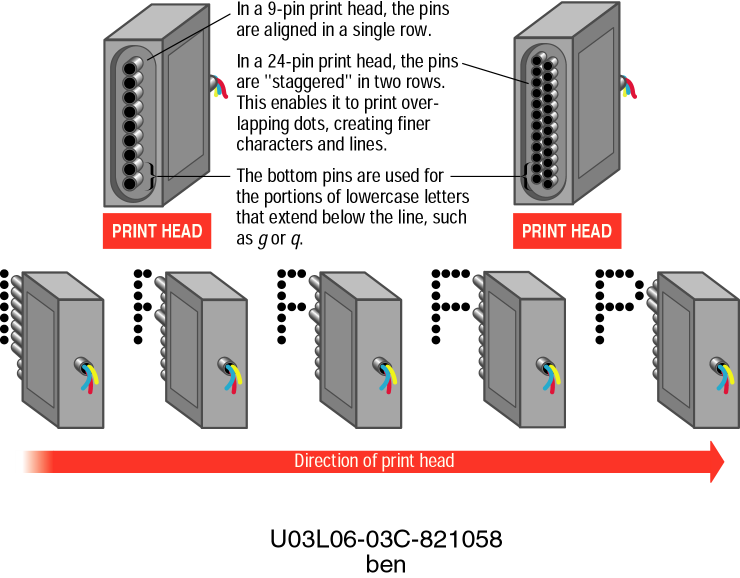 In a 9-pin print head, the pins
are aligned in a single row.
In a 24-pin print head, the pins
are "staggered" in two rows.
This enables it to print over-
lapping dots, creating finer
characters and lines.
The bottom pins are used for
the portions of lowercase letters
that extend below the line, such
as g or q.
PRINT HEAD
PRINT HEAD
Direction of print head
U03L06-03C-821058
ben